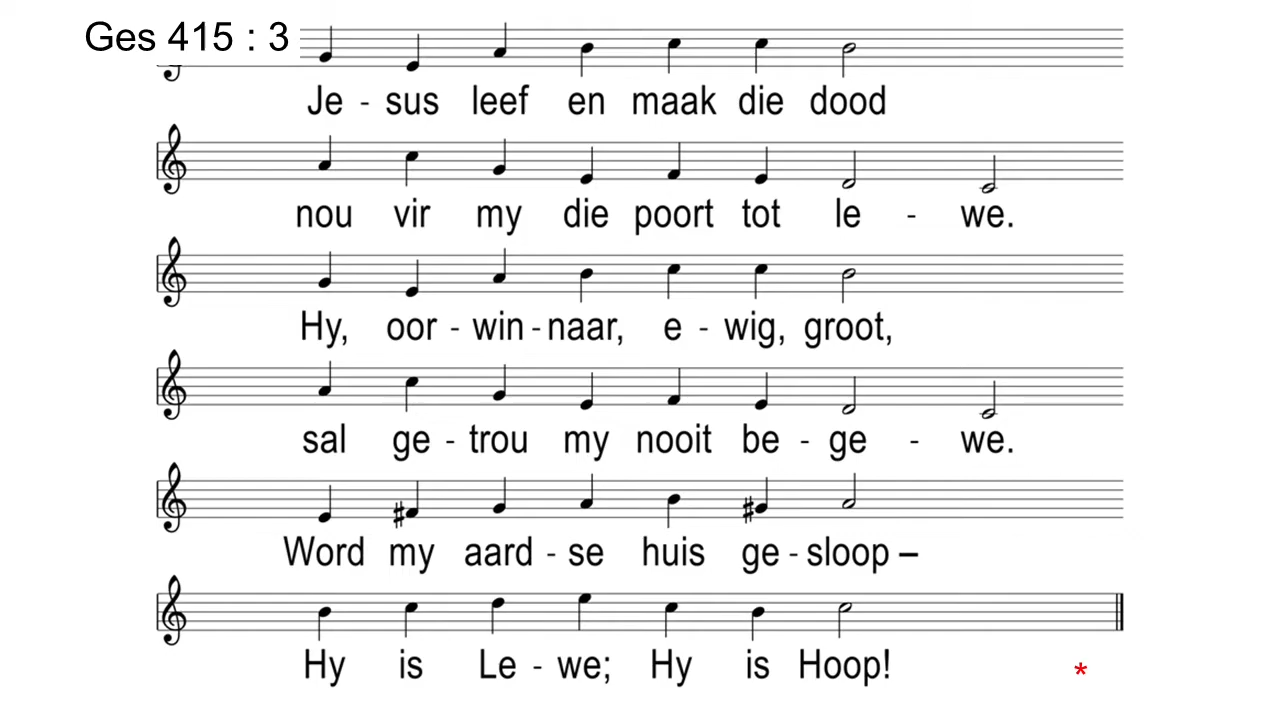 Ges 415 : 3
Je - sus leef en maak die dood
nou vir my die poort tot le - we.
Hy, oor - win - naar, e - wig, groot,
sal ge - trou my nooit be - ge - we.
Word my aard - se huis ge - sloop –
Hy is Le - we; Hy is Hoop!
*